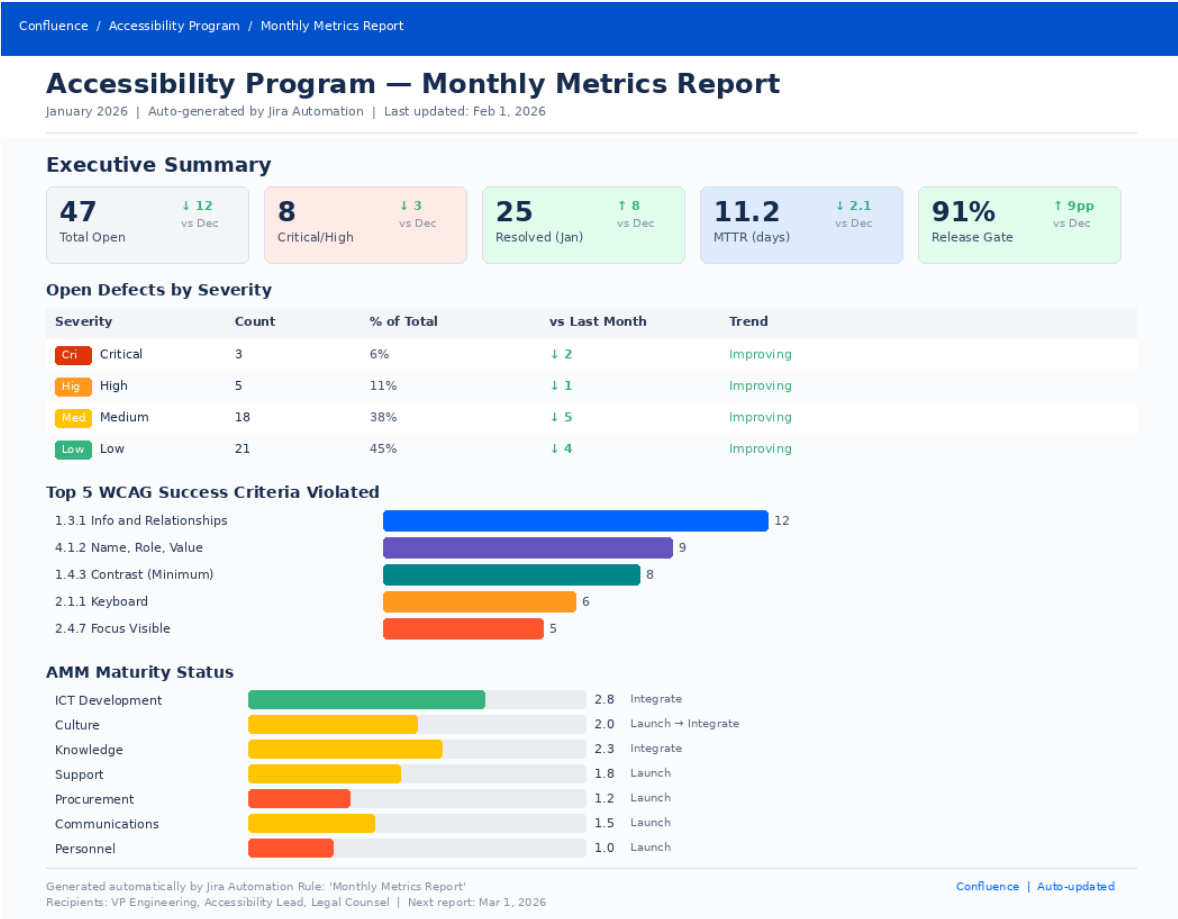 Confluence / Accessibility Program / Monthly Metrics Report
Accessibility Program — Monthly Metrics Report
January 2026 | Auto-generated by Jira Automation | Last updated: Feb 1, 2026
Executive Summary
47 ↓ 12 vs Dec Total Open
8 ↓ 3 vs Dec Critical/High
25 ↑ 8 vs Dec Resolved (Jan)
11.2 ↓ 2.1 vs Dec MTTR (days)
91% ↑ 9pp vs Dec Release Gate
Open Defects by Severity
Severity Count % of Total vs Last Month Trend
Cri Critical 3 6% ↓ 2 Improving
Hig High 5 11% ↓ 1 Improving
Med Medium 18 38% ↓ 5 Improving
Low Low 21 45% ↓ 4 Improving
Top 5 WCAG Success Criteria Violated
1.3.1 Info and Relationships 12
4.1.2 Name, Role, Value 9
1.4.3 Contrast (Minimum) 8
2.1.1 Keyboard 6
2.4.7 Focus Visible 5
AMM Maturity Status
ICT Development 2.8 Integrate
Culture 2.0 Launch → Integrate
Knowledge 2.3 Integrate
Support 1.8 Launch
Procurement 1.2 Launch
Communications 1.5 Launch
Personnel 1.0 Launch
Generated automatically by Jira Automation Rule: 'Monthly Metrics Report'
Confluence | Auto-updated
Recipients: VP Engineering, Accessibility Lead, Legal Counsel | Next report: Mar 1, 2026